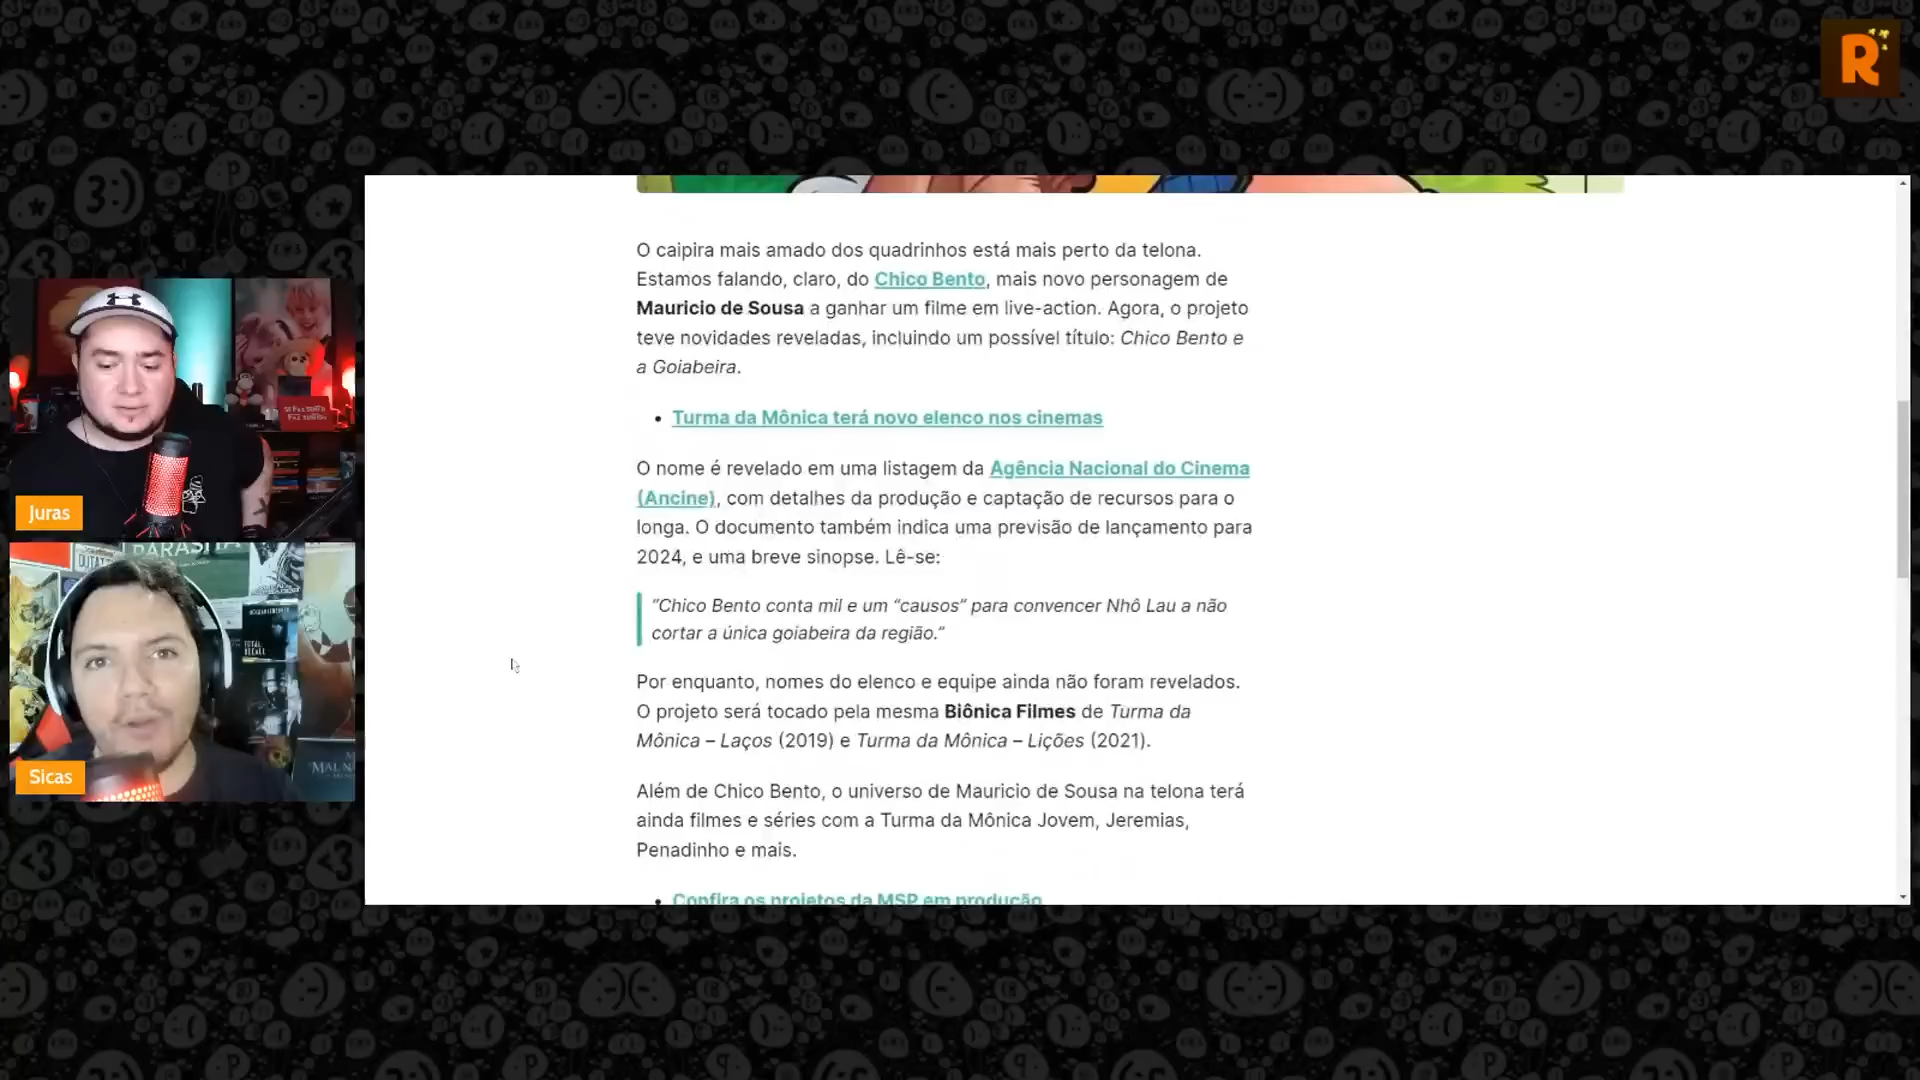 R
O caipira mais amado dos quadrinhos está mais perto da telona.
Estamos falando, claro, do Chico Bento, mais novo personagem de
Mauricio de Sousa a ganhar um filme em live-action. Agora, o projeto
teve novidades reveladas, incluindo um possível título: Chico Bento e
a Goiabeira.
• Turma da Mônica terá novo elenco nos cinemas
O nome é revelado em uma listagem da Agência Nacional do Cinema
(Ancine), com detalhes da produção e captação de recursos para o
longa. O documento também indica uma previsão de lançamento para
2024, e uma breve sinopse. Lê-se:
“Chico Bento conta mil e um “causos” para convencer Nhô Lau a não
cortar a única goiabeira da região.”
Por enquanto, nomes do elenco e equipe ainda não foram revelados.
O projeto será tocado pela mesma Biônica Filmes de Turma da
Mônica – Laços (2019) e Turma da Mônica – Lições (2021).
Além de Chico Bento, o universo de Mauricio de Sousa na telona terá
ainda filmes e séries com a Turma da Mônica Jovem, Jeremias,
Penadinho e mais.
• Confira os projetos da MSP em produção
Juras
Sicas
PARASITA
TOTAL
RECALL